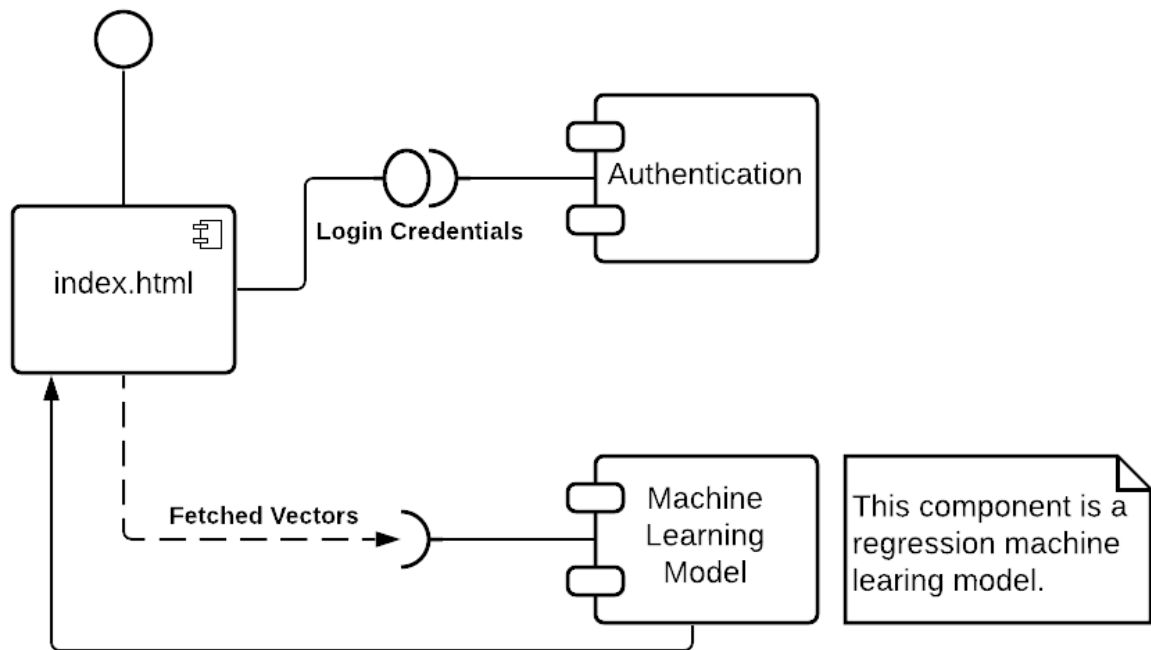 Authentication
Login Credentials
index.html
Fetched Vectors
Machine
Learning
Model
This component is a
regression machine
learing model.